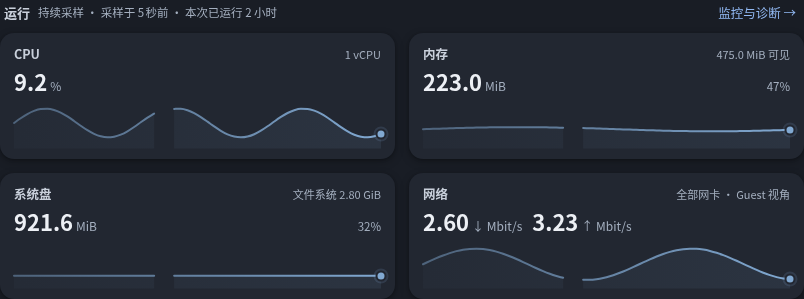 运行 持续采样 · 采样于 5 秒前 · 本次已运行 2 小时 监控与诊断 →
CPU 1 vCPU
9.2 %
内存 475.0 MiB 可见
223.0 MiB 47%
系统盘 文件系统 2.80 GiB
921.6 MiB 32%
网络 全部网卡 · Guest 视角
2.60 ↓ Mbit/s 3.23 ↑ Mbit/s